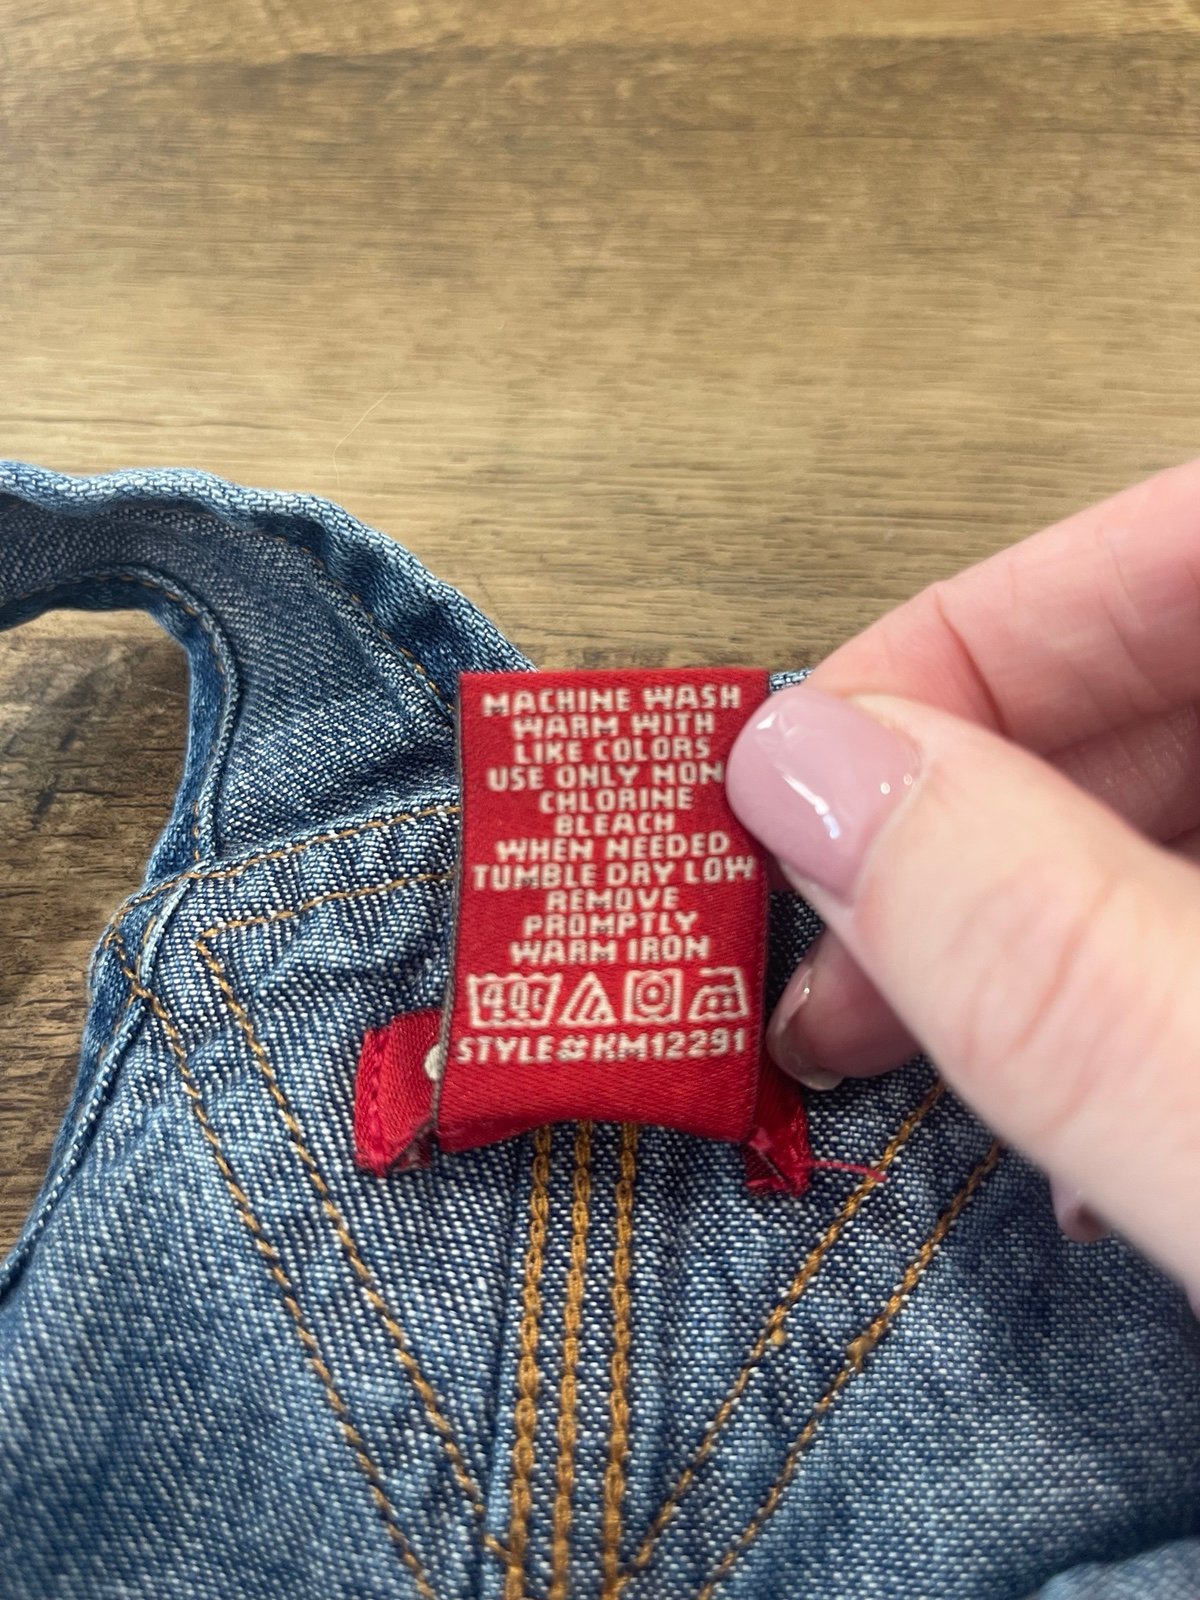 MACHINE WASH
WARM WITH
LIKE COLORS
USE ONLY NON
CHLORINE
BLEACH
WHEN NEEDED
TUMBLE DRY LOW
REMOVE
PROMPTLY
WARM IRON
40C
STYLE# KM12291